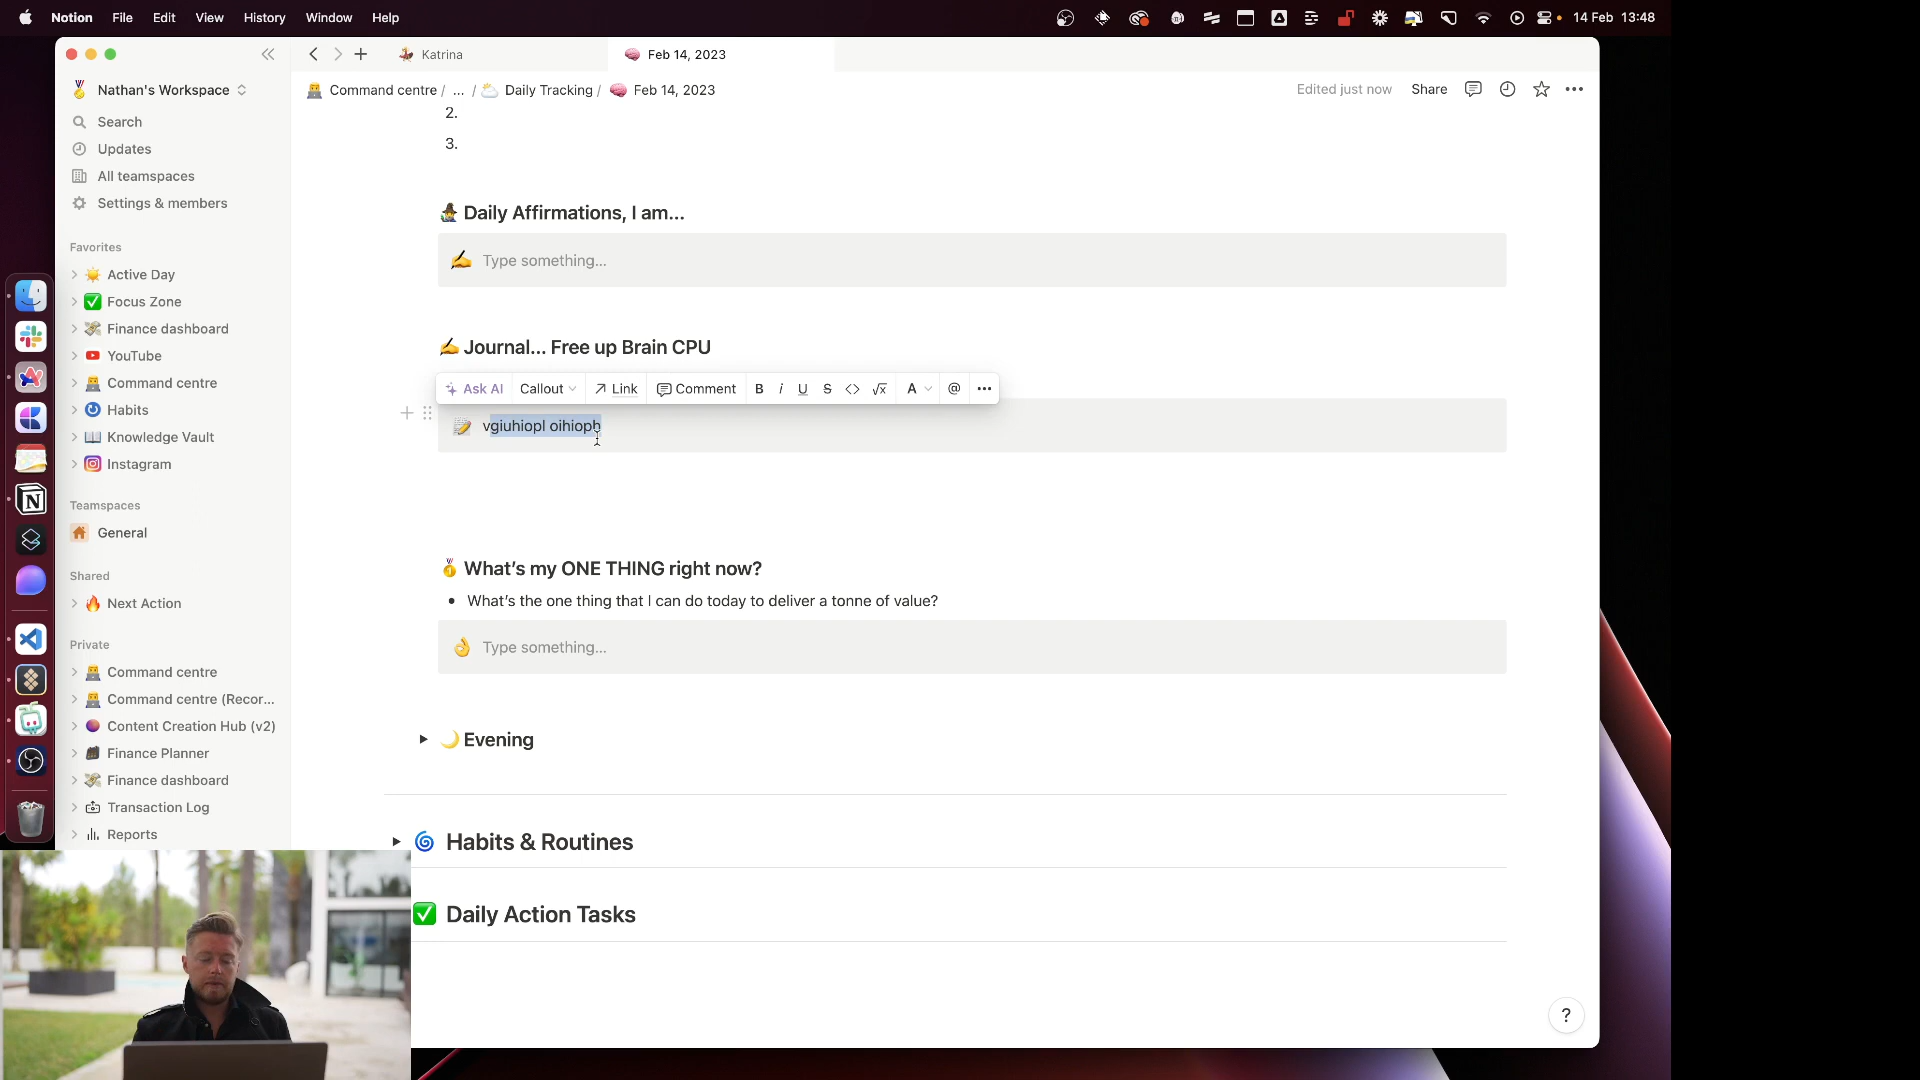 Notion File Edit View History Window Help
14 Feb 13:48
Katrina
Feb 14, 2023
Nathan's Workspace
Command centre / ... / Daily Tracking / Feb 14, 2023
Edited just now Share
Search
Updates
All teamspaces
Settings & members
Favorites
Active Day
Focus Zone
Finance dashboard
YouTube
Command centre
Habits
Knowledge Vault
Instagram
Teamspaces
General
Shared
Next Action
Private
Command centre
Command centre (Recor...
Content Creation Hub (v2)
Finance Planner
Finance dashboard
Transaction Log
Reports
2.
3.
Daily Affirmations, I am...
Type something...
Journal... Free up Brain CPU
Ask AI Callout Link Comment B i U S <> √x A @ •••
vgiuhiopl oihioph
What's my ONE THING right now?
• What's the one thing that I can do today to deliver a tonne of value?
Type something...
Evening
Habits & Routines
Daily Action Tasks
?